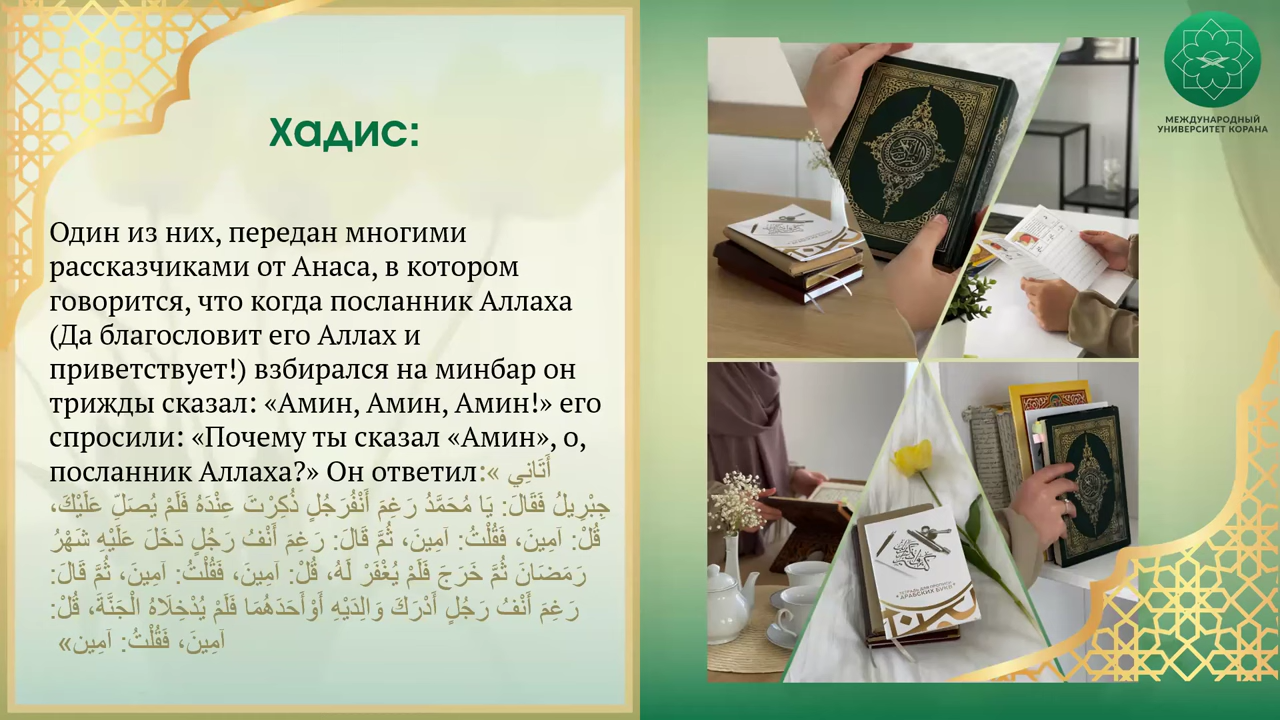 Хадис:
Один из них, передан многими
рассказчиками от Анаса, в котором
говорится, что когда посланник Аллаха
(Да благословит его Аллах и
приветствует!) взбирался на минбар он
трижды сказал: «Амин, Амин, Амин!» его
спросили: «Почему ты сказал «Амин», о,
посланник Аллаха?» Он ответил:« أَتَانِي
جِبْرِيلُ فَقَالَ: يَا مُحَمَّدُ رَغِمَ أَنْفُرَجُلٍ ذُكِرْتَ عِنْدَهُ فَلَمْ يُصَلِّ عَلَيْكَ،
قُلْ: آمِينَ، فَقُلْتُ: آمِينَ، ثُمَّ قَالَ: رَغِمَ أَنْفُ رَجُلٍ دَخَلَ عَلَيْهِ شَهْرُ
رَمَضَانَ ثُمَّ خَرَجَ فَلَمْ يُغْفَرْ لَهُ، قُلْ: آمِينَ، فَقُلْتُ: آمِينَ، ثُمَّ قَالَ:
رَغِمَ أَنْفُ رَجُلٍ أَدْرَكَ وَالِدَيْهِ أَوْ أَحَدَهُمَا فَلَمْ يُدْخِلَاهُ الْجَنَّةَ، قُلْ:
آمِينَ، فَقُلْتُ: آمِين»
МЕЖДУНАРОДНЫЙ
УНИВЕРСИТЕТ КОРАНА
АРАБСКИХ БУКВ